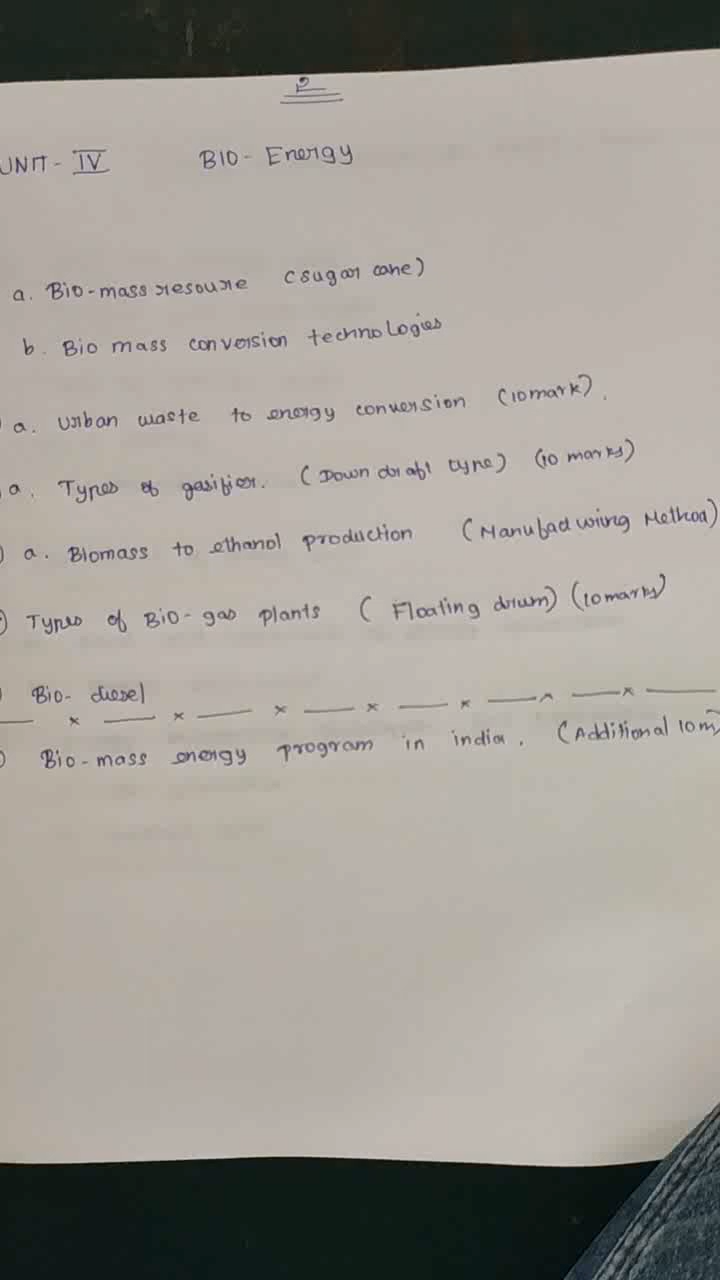 UNIT - IV BIO - Energy
a. Bio-mass resoure (sugar cane)
b. Bio mass conversion technologies
a. urban waste to energy conversion (10mark).
a. Types of gasifier. (Down draft type) (10 marks)
a. Biomass to ethanol production (Manufacturing Method)
Types of Bio-gas plants (Floating drum) (10marks)
Bio-diesel
Bio-mass energy program in india. (Additional 10m